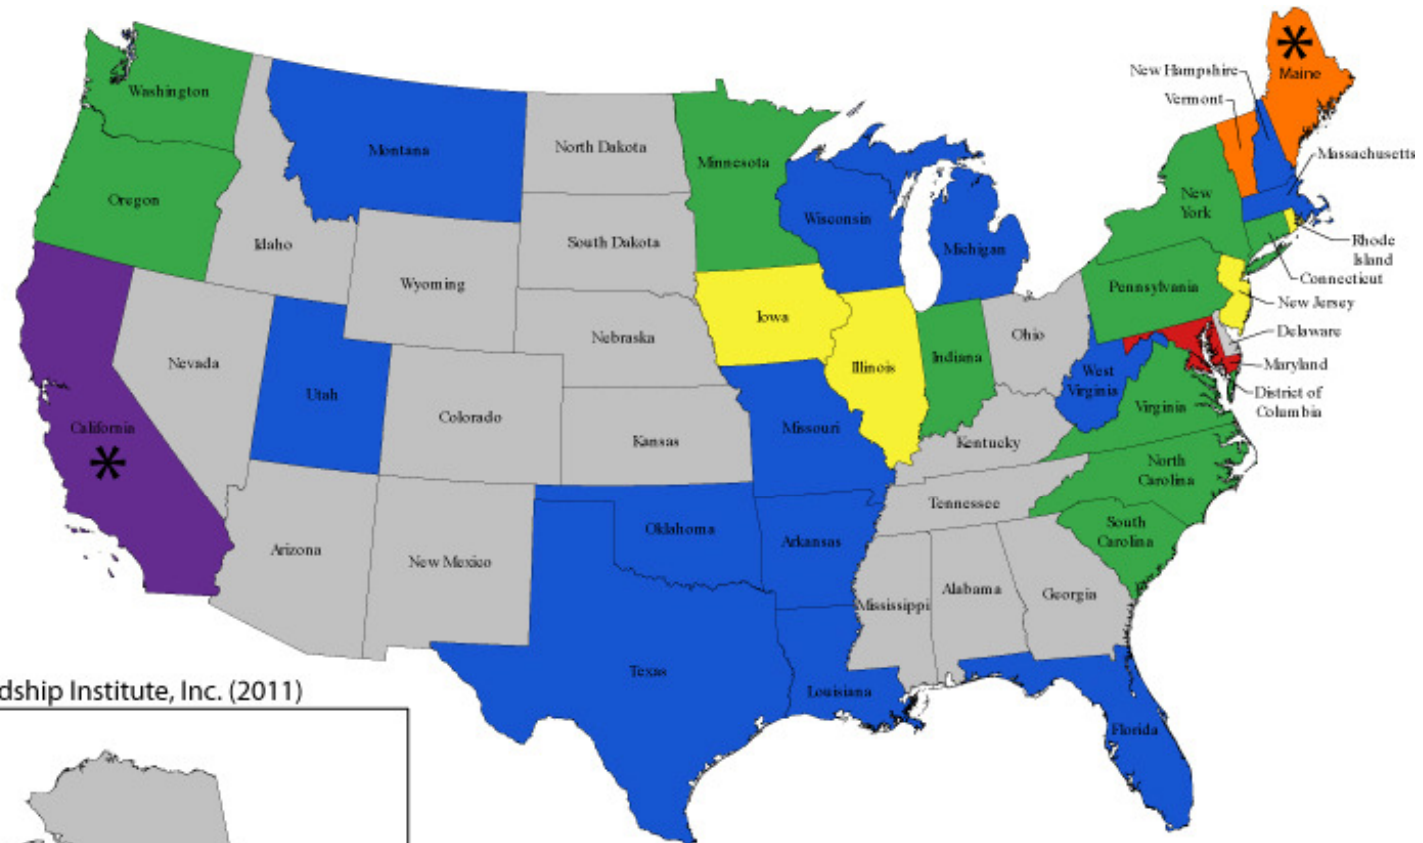 Maine
New Hampshire
Vermont
Washington
Montana
North Dakota
Minnesota
Massachusetts
Oregon
Wisconsin
New
York
Idaho
South Dakota
Michigan
Rhode
Island
Wyoming
Connecticut
Pennsylvania
New Jersey
Iowa
Nebraska
Ohio
Delaware
Nevada
Illinois
Indiana
Maryland
West
Virginia
Utah
District of
Columbia
Colorado
Virginia
California
Missouri
Kansas
Kentucky
North
Carolina
Tennessee
South
Carolina
Oklahoma
Arkansas
Arizona
New Mexico
Mississippi
Alabama
Georgia
Texas
Louisiana
dship Institute, Inc. (2011)
Florida